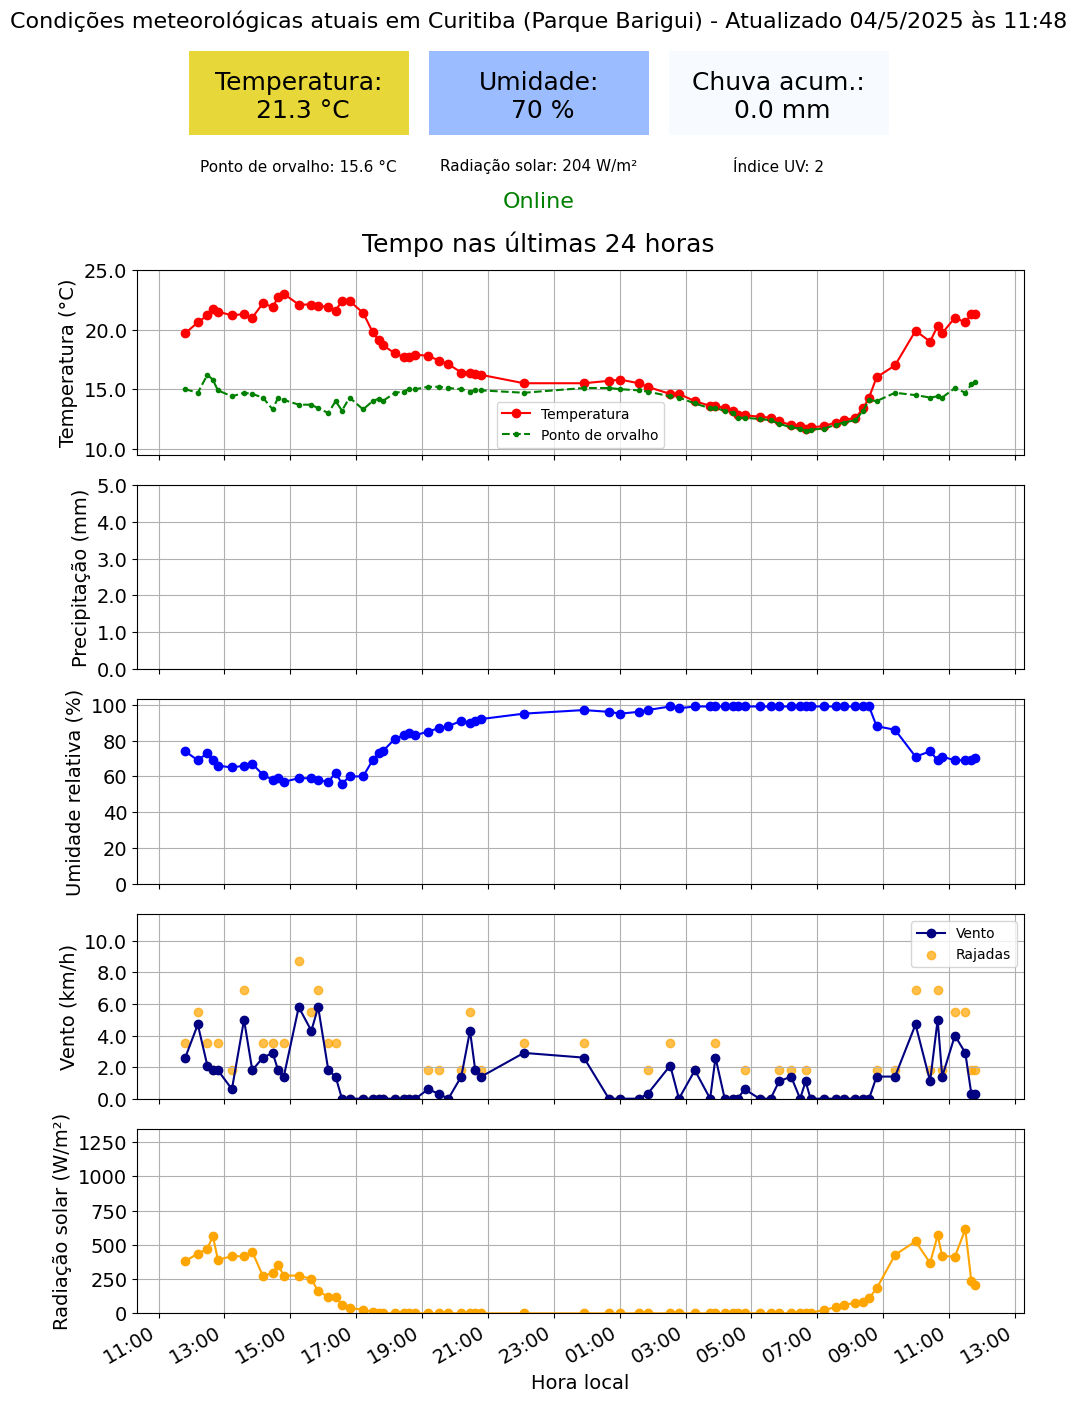 Condições meteorológicas atuais em Curitiba (Parque Barigui) - Atualizado 04/5/2025 às 11:48
Temperatura:
21.3 °C
Umidade:
70 %
Chuva acum.:
0.0 mm
Ponto de orvalho: 15.6 °C
Radiação solar: 204 W/m²
Índice UV: 2
Online
Tempo nas últimas 24 horas
Temperatura (°C)
25.0
20.0
15.0
10.0
Temperatura
Ponto de orvalho
Precipitação (mm)
5.0
4.0
3.0
2.0
1.0
0.0
Umidade relativa (%)
100
80
60
40
20
0
Vento (km/h)
10.0
8.0
6.0
4.0
2.0
0.0
Vento
Rajadas
Radiação solar (W/m²)
1250
1000
750
500
250
0
11:00
13:00
15:00
17:00
19:00
21:00
23:00
01:00
03:00
05:00
07:00
09:00
11:00
13:00
Hora local